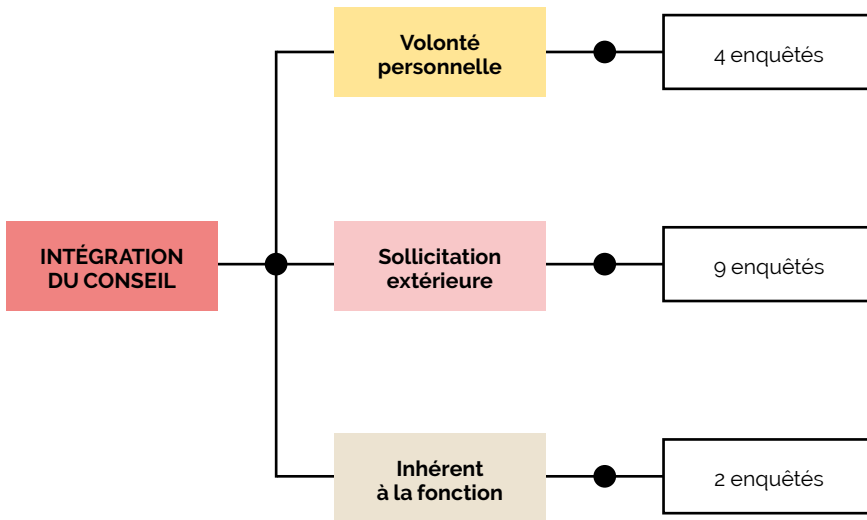 Volonté
personnelle
4 enquêtés
INTÉGRATION
DU CONSEIL
Sollicitation
extérieure
9 enquêtés
Inhérent
à la fonction
2 enquêtés